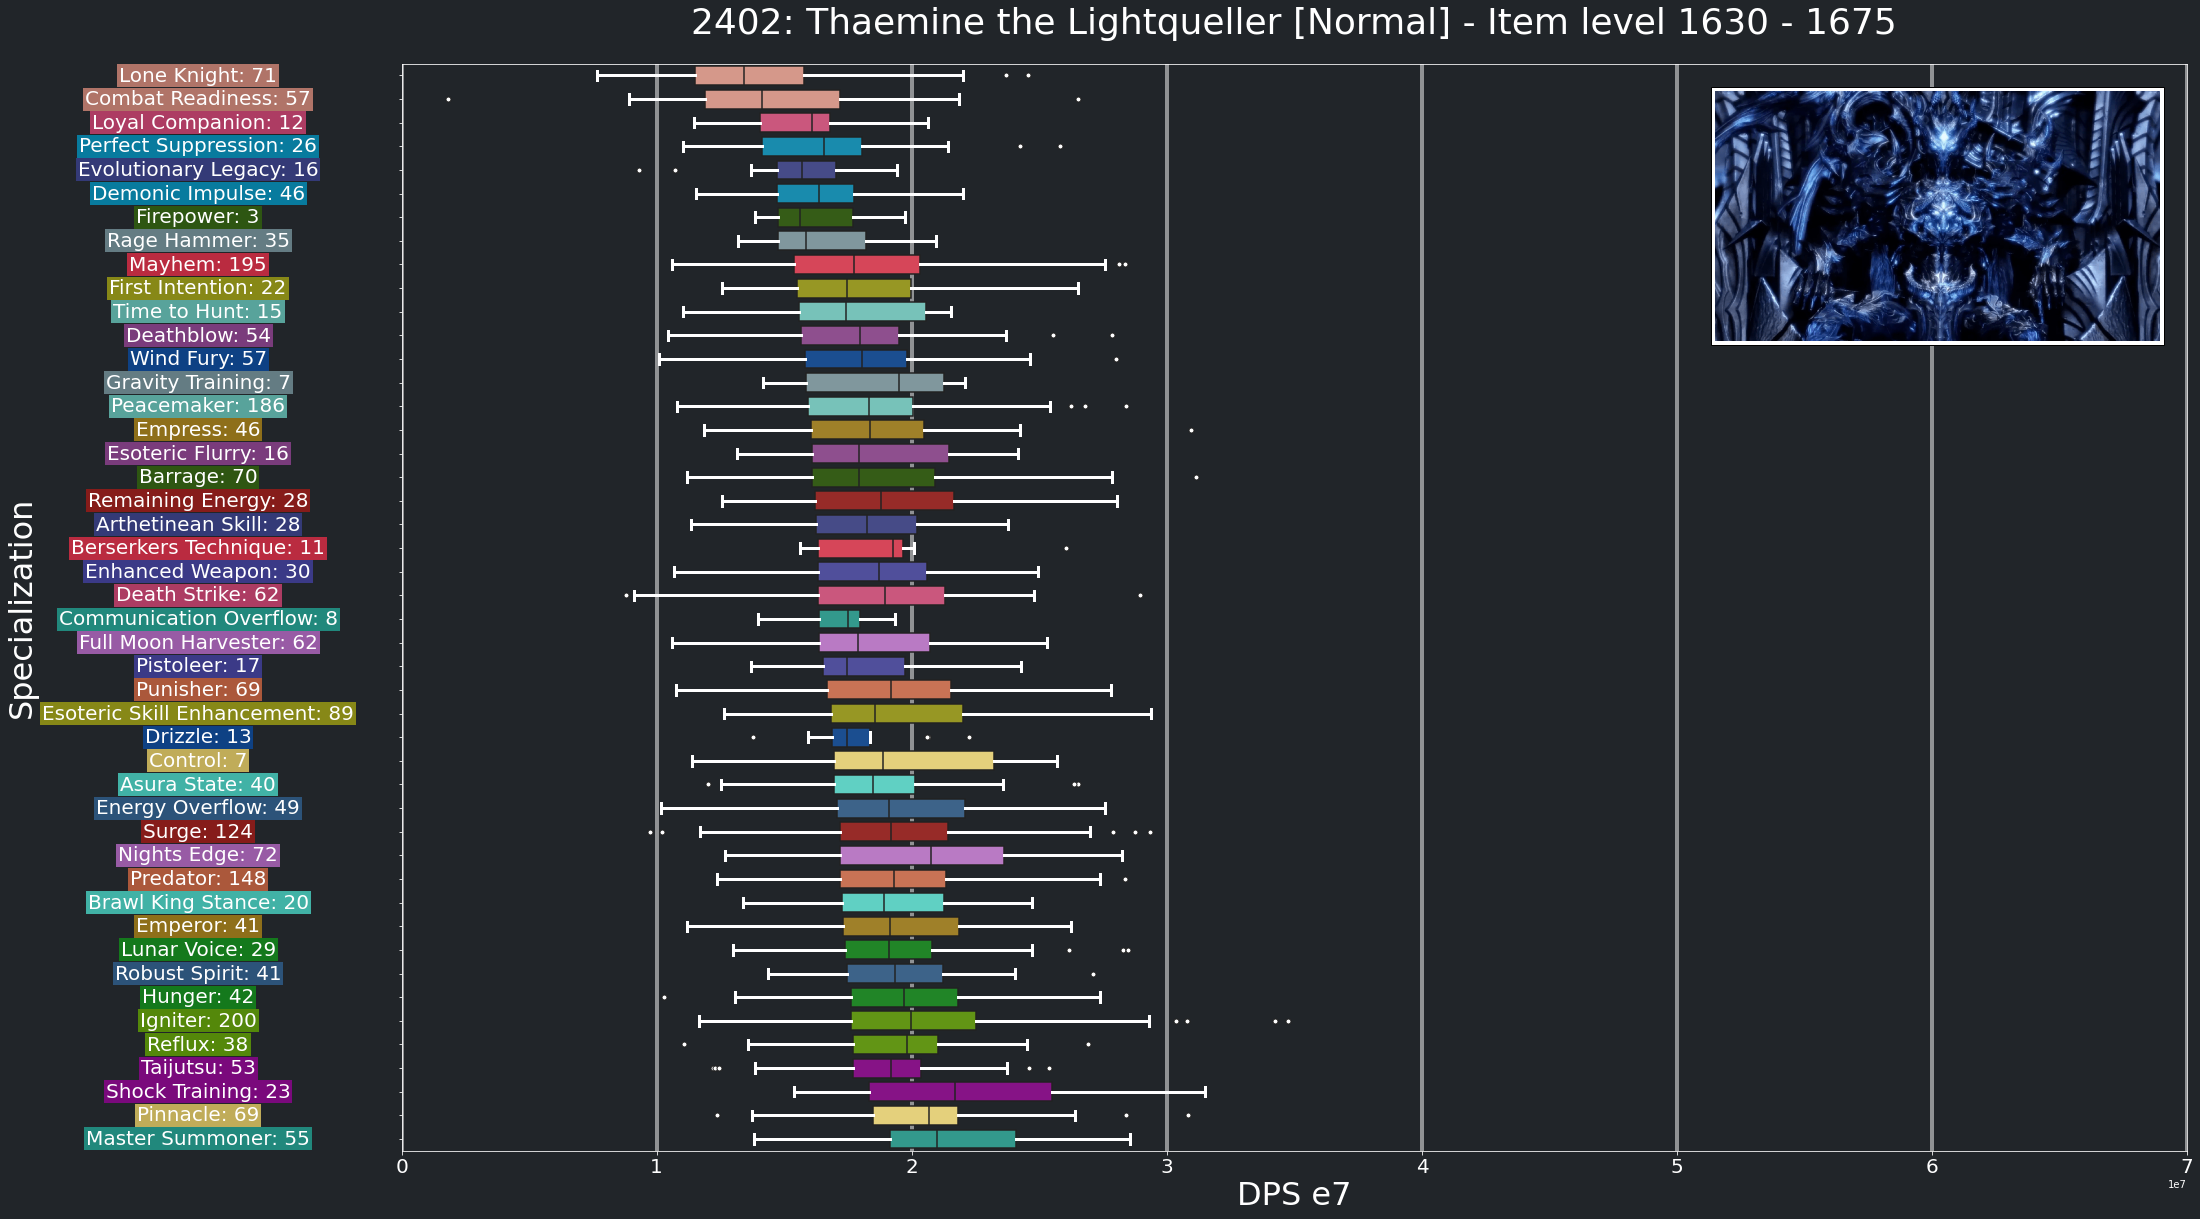 2402: Thaemine the Lightqueller [Normal] - Item level 1630 - 1675
Specialization
Lone Knight: 71
Combat Readiness: 57
Loyal Companion: 12
Perfect Suppression: 26
Evolutionary Legacy: 16
Demonic Impulse: 46
Firepower: 3
Rage Hammer: 35
Mayhem: 195
First Intention: 22
Time to Hunt: 15
Deathblow: 54
Wind Fury: 57
Gravity Training: 7
Peacemaker: 186
Empress: 46
Esoteric Flurry: 16
Barrage: 70
Remaining Energy: 28
Arthetinean Skill: 28
Berserkers Technique: 11
Enhanced Weapon: 30
Death Strike: 62
Communication Overflow: 8
Full Moon Harvester: 62
Pistoleer: 17
Punisher: 69
Esoteric Skill Enhancement: 89
Drizzle: 13
Control: 7
Asura State: 40
Energy Overflow: 49
Surge: 124
Nights Edge: 72
Predator: 148
Brawl King Stance: 20
Emperor: 41
Lunar Voice: 29
Robust Spirit: 41
Hunger: 42
Igniter: 200
Reflux: 38
Taijutsu: 53
Shock Training: 23
Pinnacle: 69
Master Summoner: 55
0 1 2 3 4 5 6 7
1e7
DPS e7